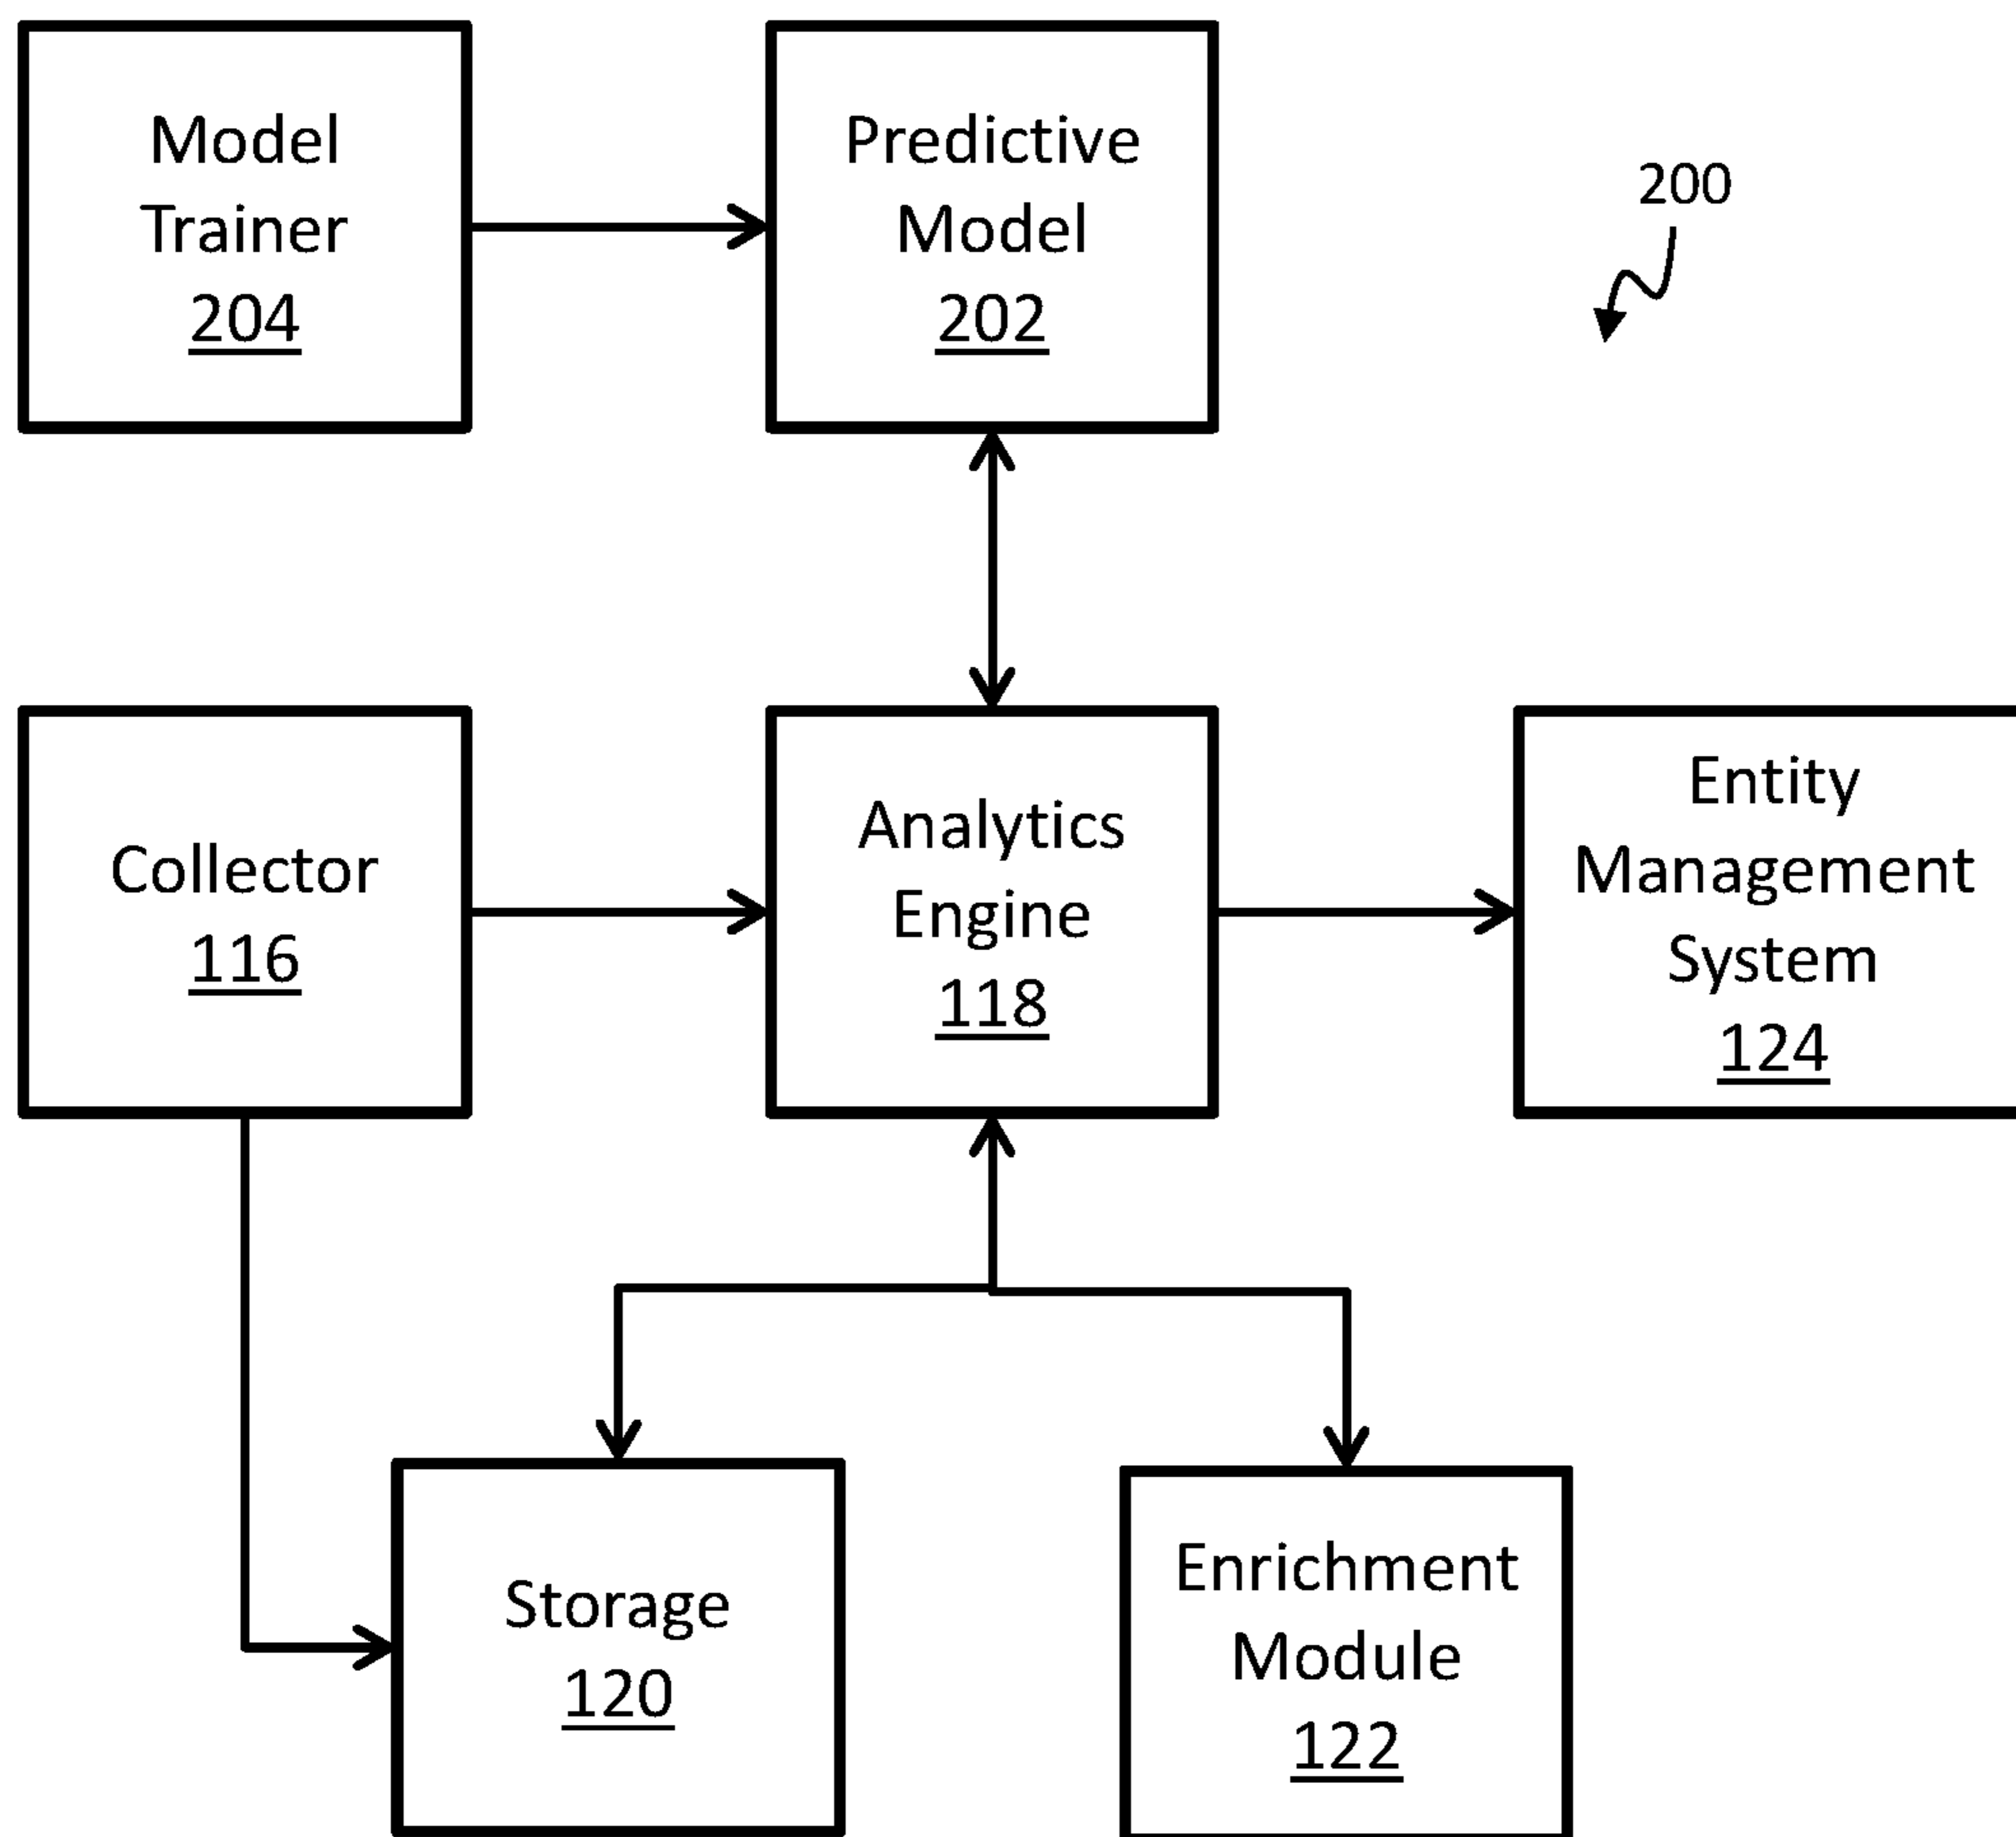 Model
Trainer
204
Predictive
Model
202
200
Collector
116
Analytics
Engine
118
Entity
Management
System
124
Storage
120
Enrichment
Module
122